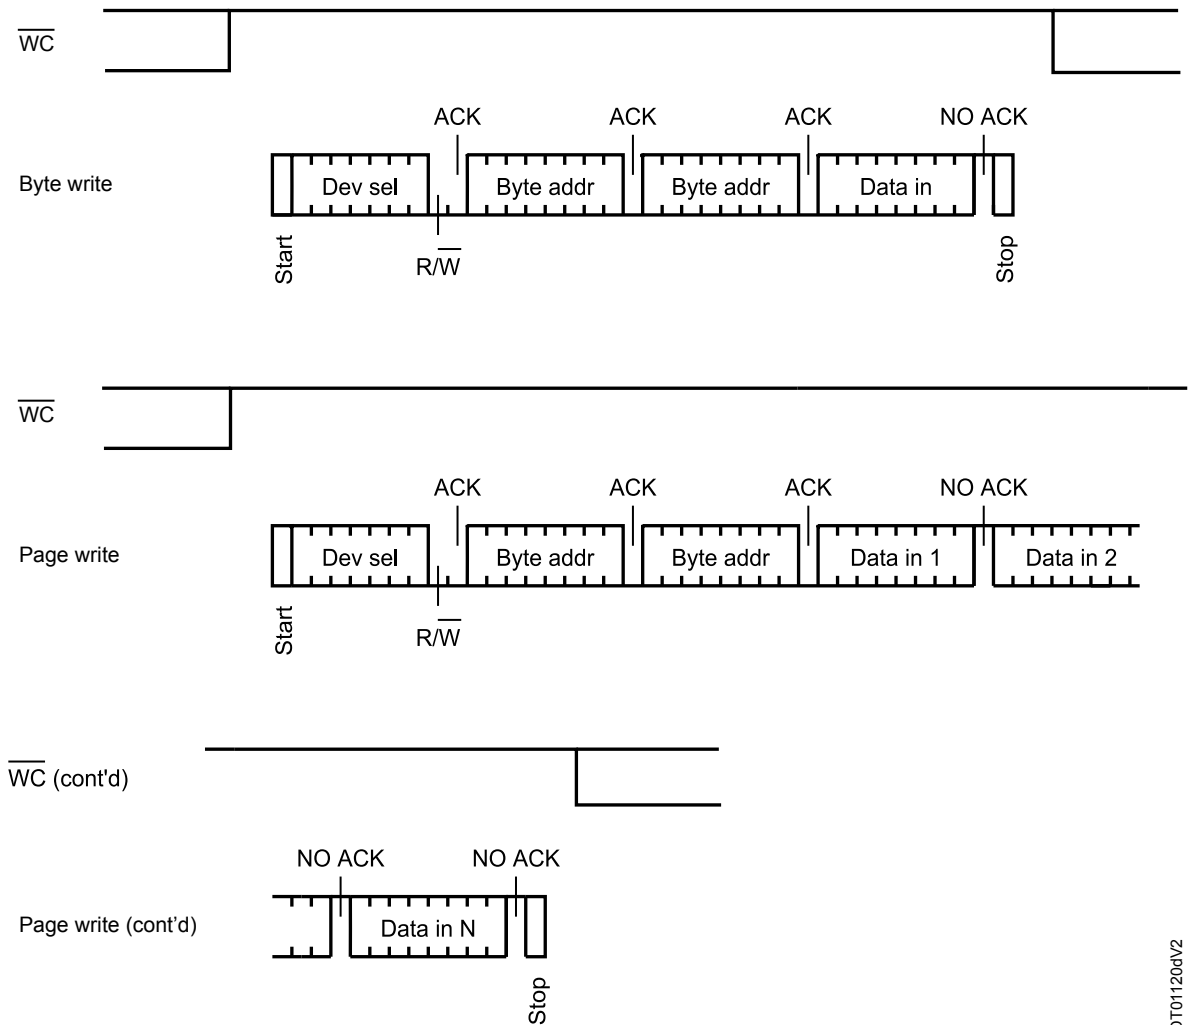 WC
ACK ACK ACK NO ACK
Byte write Dev sel Byte addr Byte addr Data in
Start R/W Stop
WC
ACK ACK ACK NO ACK
Page write Dev sel Byte addr Byte addr Data in 1 Data in 2
Start R/W
WC (cont'd)
NO ACK NO ACK
Page write (cont’d) Data in N
Stop